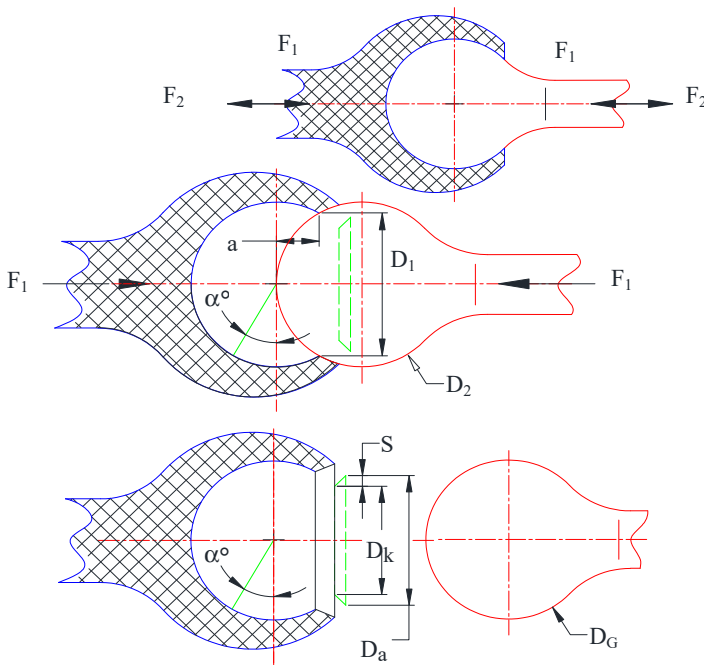 F₁ F₁
F₂ F₂
a D₁
F₁ F₁
α°
D₂
S
α° Dk
Da DG